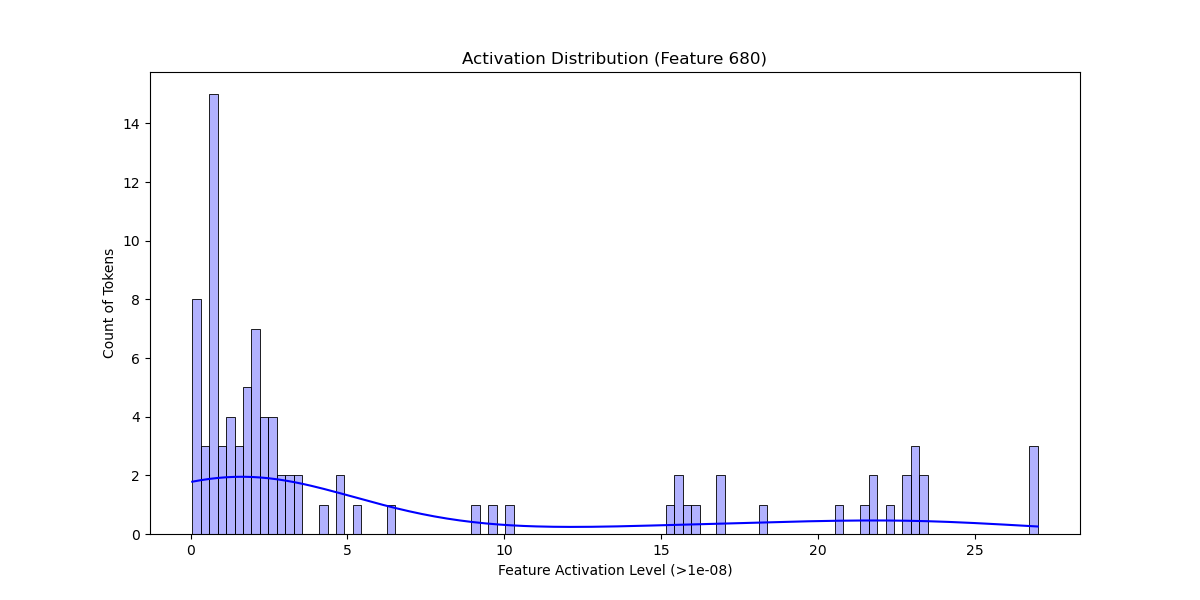 Activation Distribution (Feature 680)
14
12
10
8
6
4
2
0
Count of Tokens
0 5 10 15 20 25
Feature Activation Level (>1e-08)